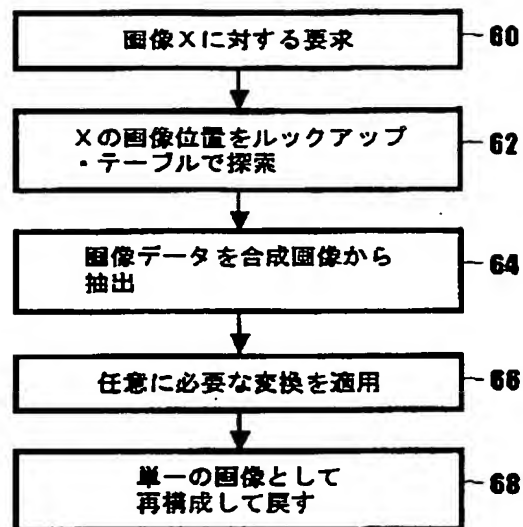 画像Xに対する要求
60
Xの画像位置をルックアップ
・テーブルで探索
62
画像データを合成画像から
抽出
64
任意に必要な変換を適用
66
単一の画像として
再構成して戻す
68